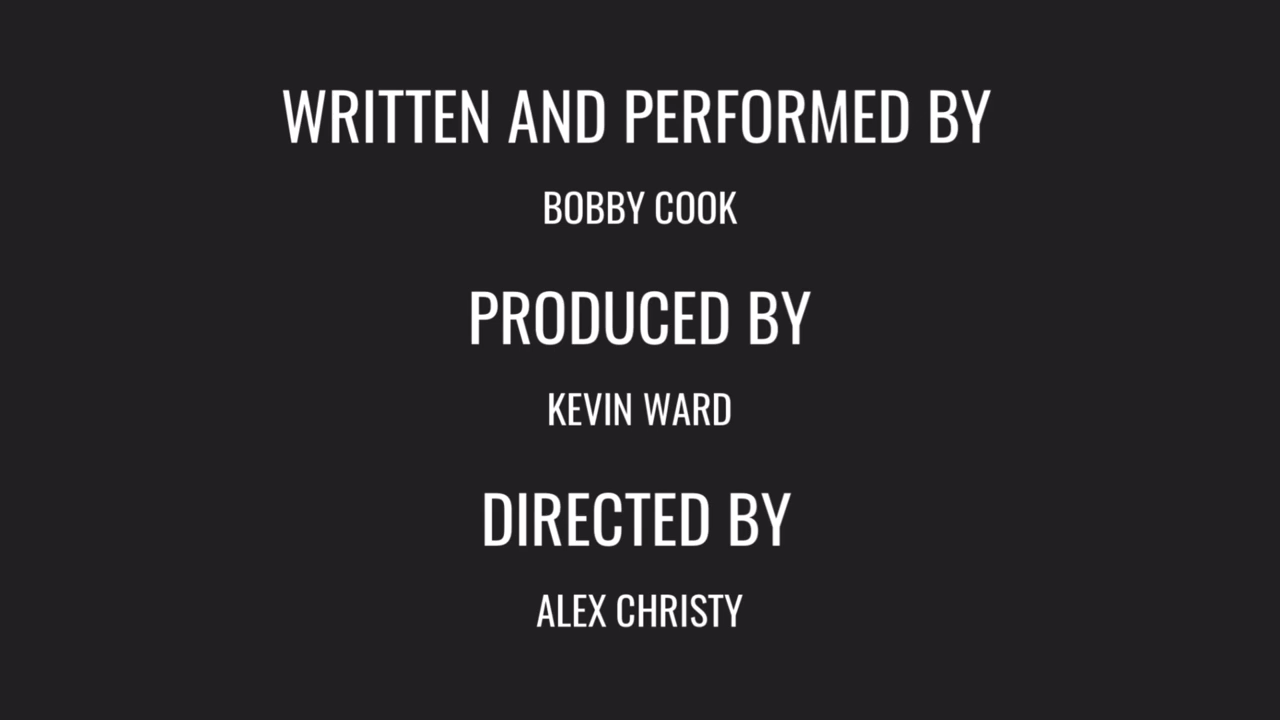 WRITTEN AND PERFORMED BY
BOBBY COOK
PRODUCED BY
KEVIN WARD
DIRECTED BY
ALEX CHRISTY